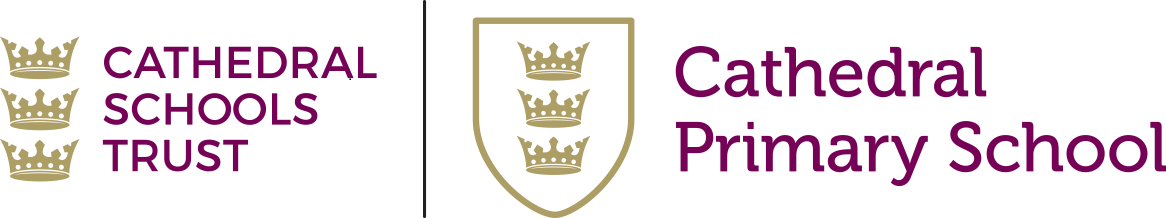 CATHEDRAL
SCHOOLS
TRUST
Cathedral
Primary School